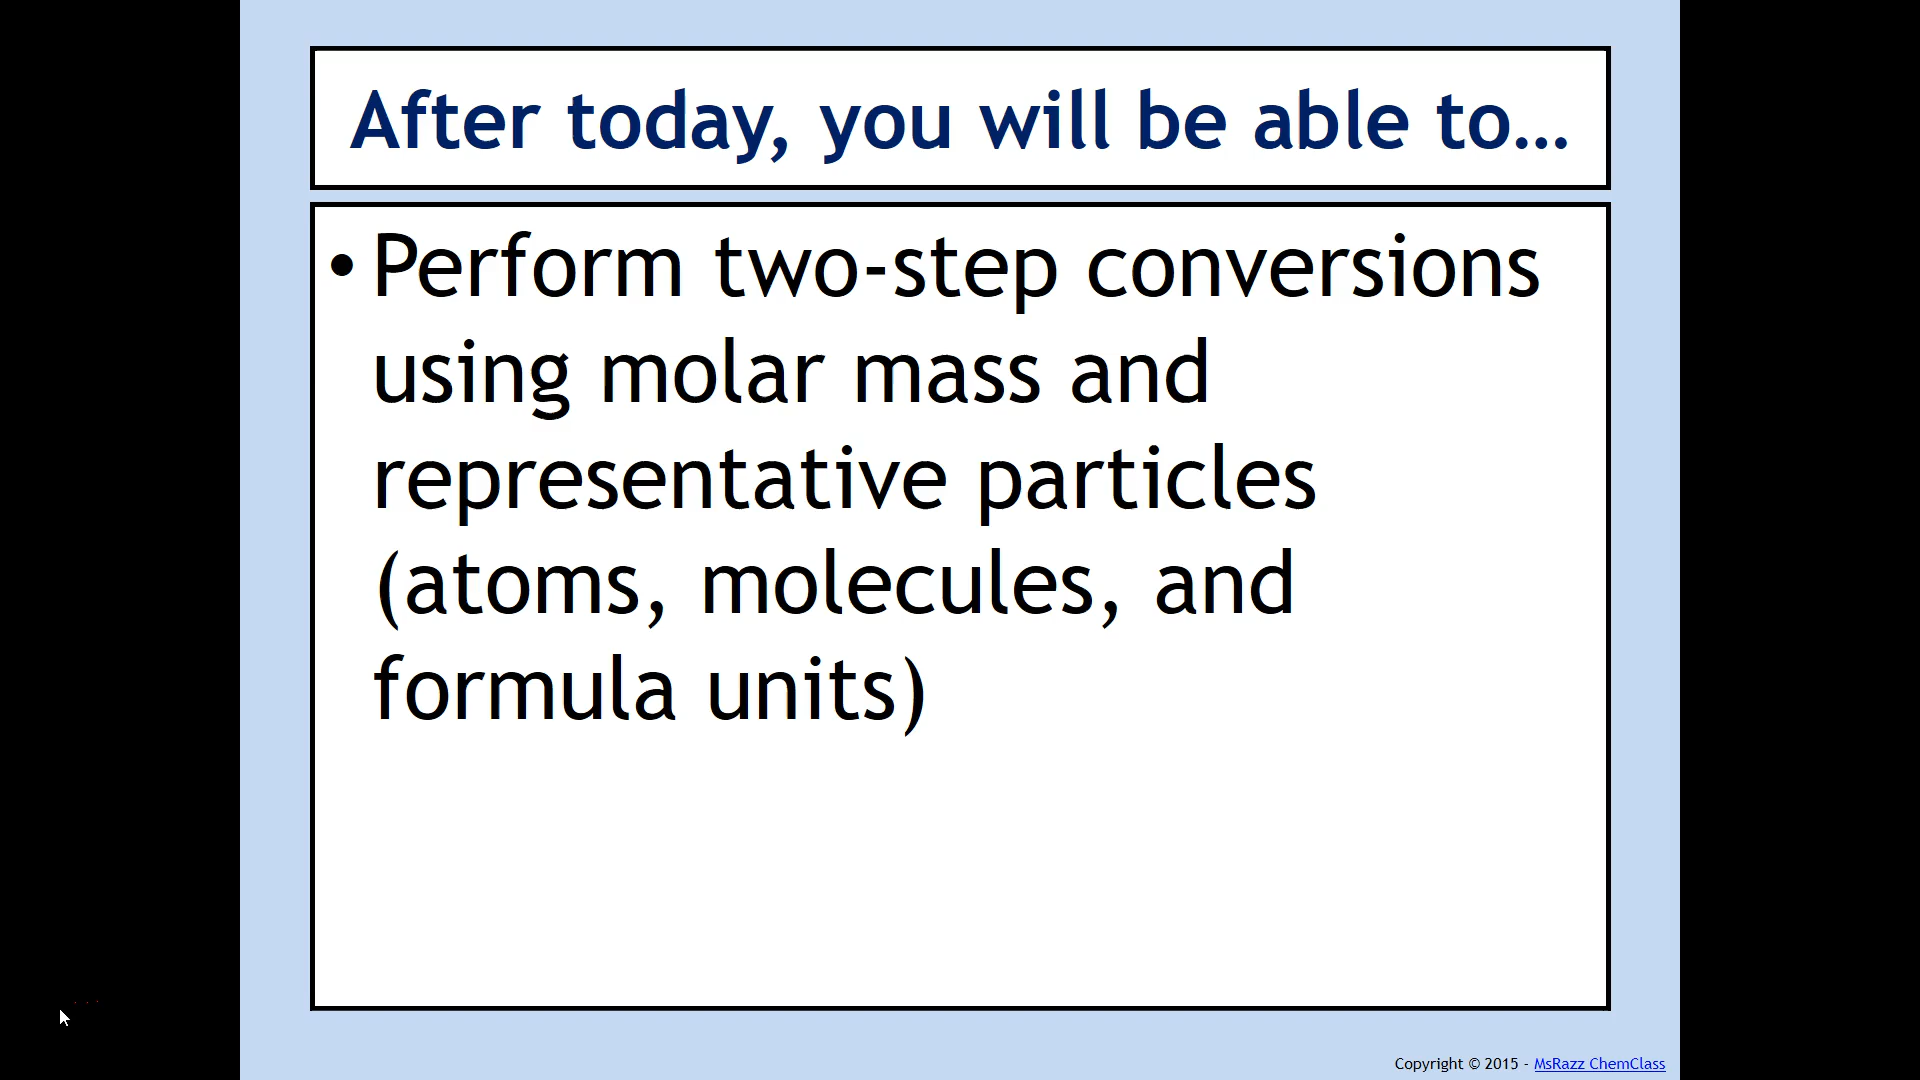 After today, you will be able to…
• Perform two-step conversions
using molar mass and
representative particles
(atoms, molecules, and
formula units)
Copyright © 2015 - MsRazz ChemClass